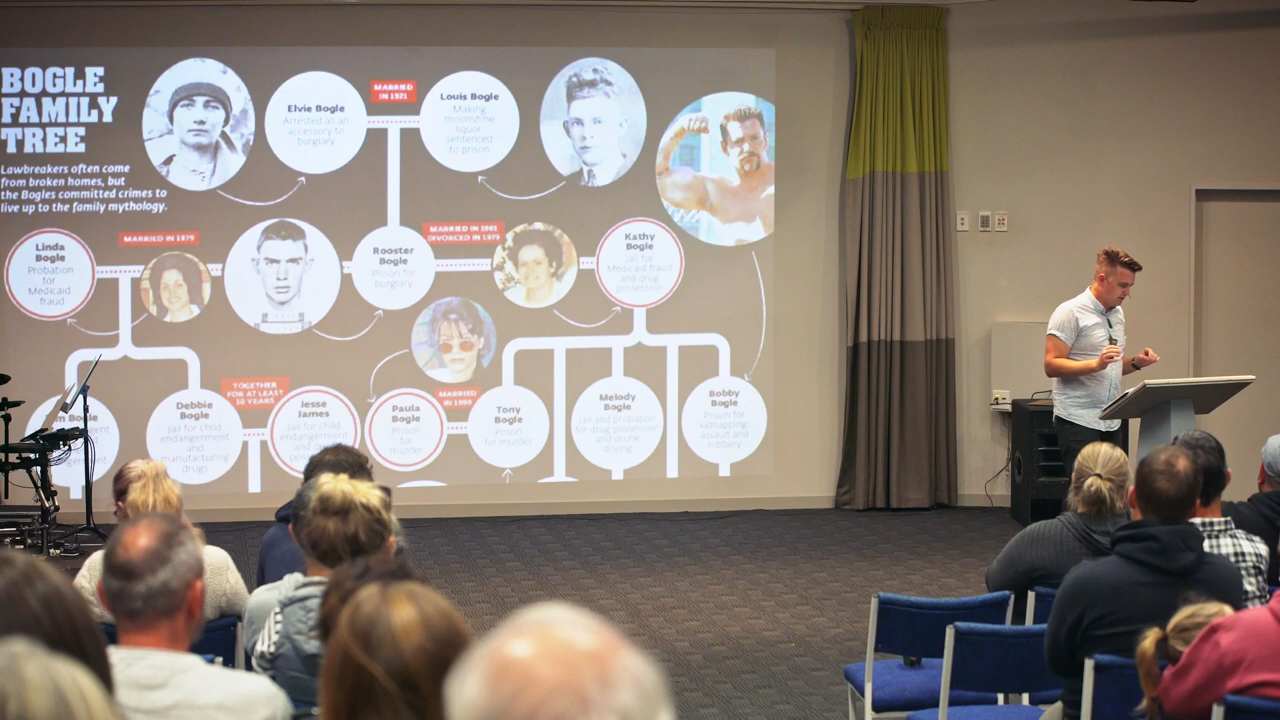 BOGLE
FAMILY
TREE
Lawbreakers often come
from broken homes, but
the Bogles committed crimes to
live up to the family mythology.
Elvie Bogle
Arrested as an
accessory to
burglary
MARRIED
IN 1921
Louis Bogle
Making
moonshine
liquor
sentenced
to prison
Linda
Bogle
Probation
for
Medicaid
fraud
MARRIED IN 1979
Rooster
Bogle
Prison for
burglary
MARRIED IN 1961
DIVORCED IN 1979
Kathy
Bogle
Jail for
Medicaid fraud
and drug
possession
Bogle
Debbie
Bogle
Jail for child
endangerment
and
manufacturing
drugs
TOGETHER
FOR AT LEAST
10 YEARS
Jesse
James
Jail for child
endangerment
and
Paula
Bogle
Prison
for
murder
MARRIED
IN 1990
Tony
Bogle
Prison
for murder
Melody
Bogle
Jail and probation
for drug possession
and drunk
driving
Bobby
Bogle
Prison for
kidnapping
assault and
robbery